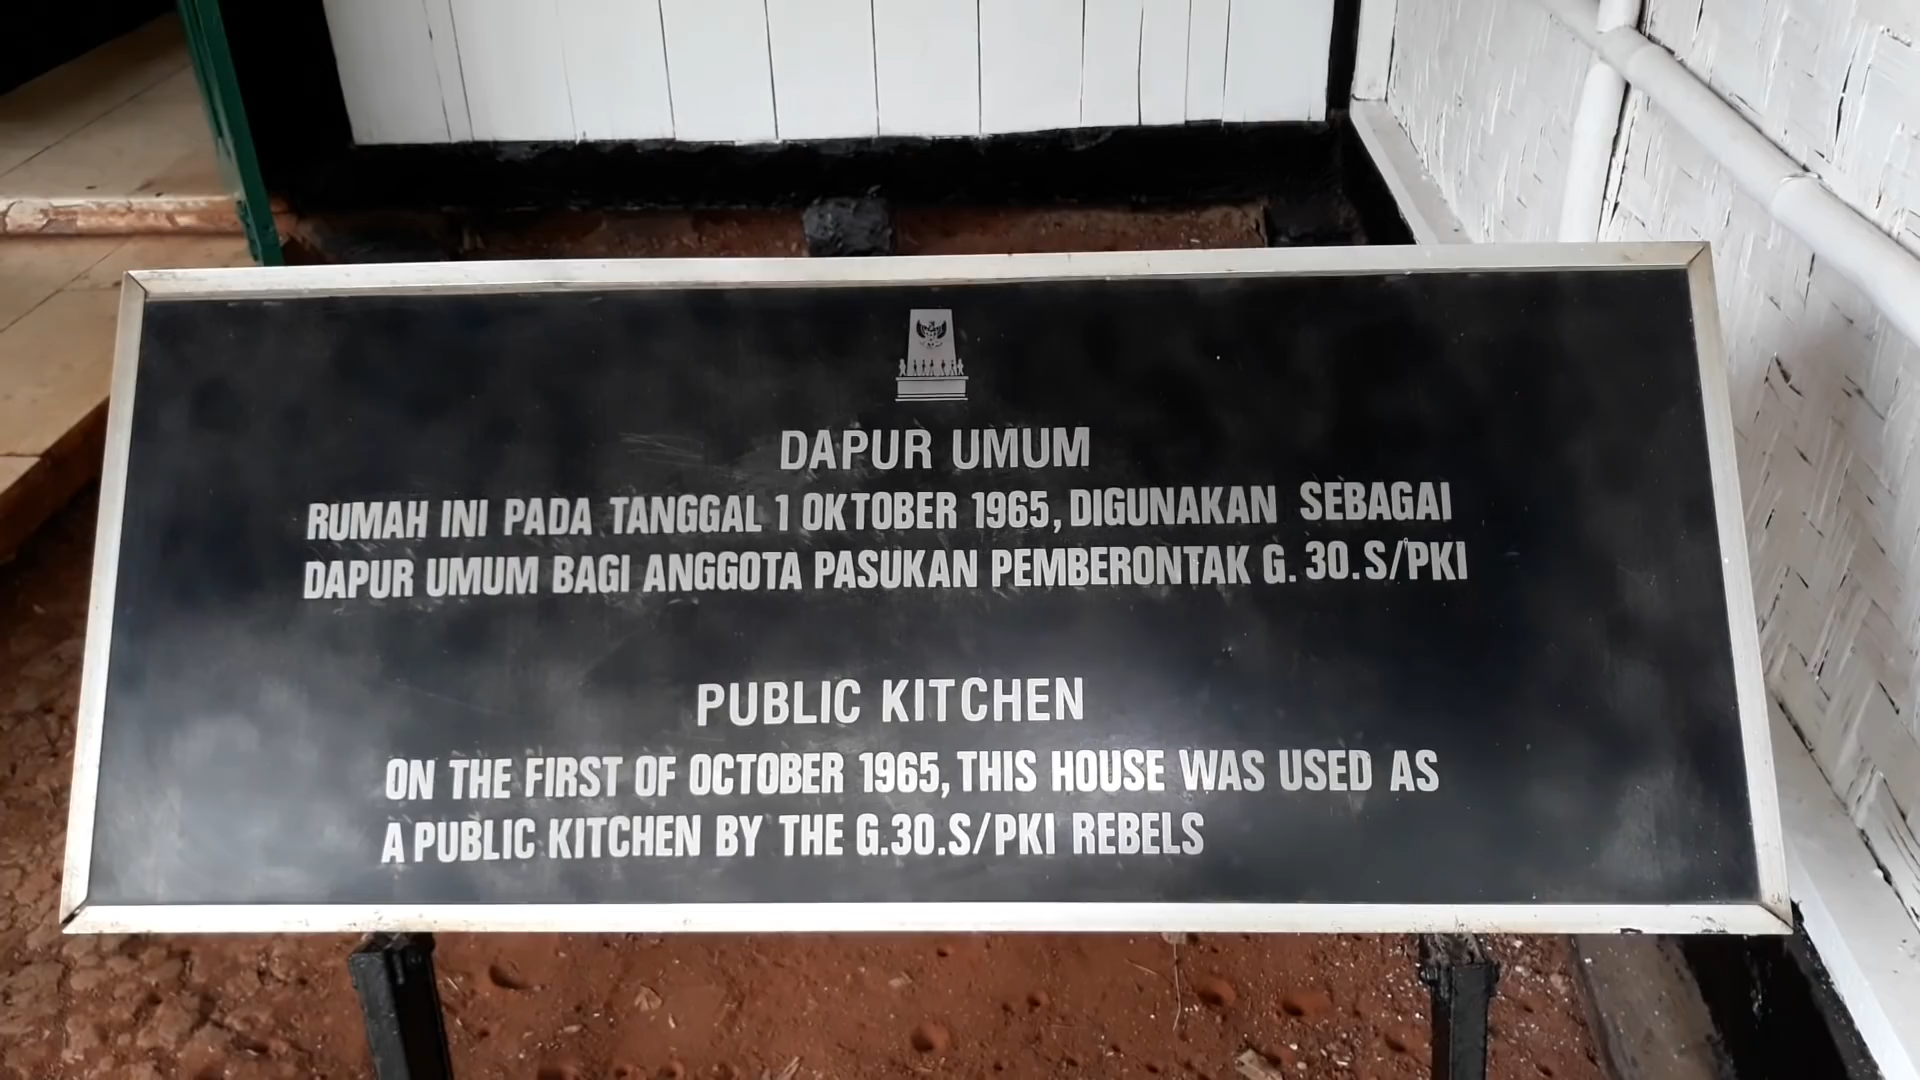 DAPUR UMUM
RUMAH INI PADA TANGGAL 1 OKTOBER 1965, DIGUNAKAN SEBAGAI
DAPUR UMUM BAGI ANGGOTA PASUKAN PEMBERONTAK G. 30.S/PKI
PUBLIC KITCHEN
ON THE FIRST OF OCTOBER 1965, THIS HOUSE WAS USED AS
A PUBLIC KITCHEN BY THE G.30.S/PKI REBELS